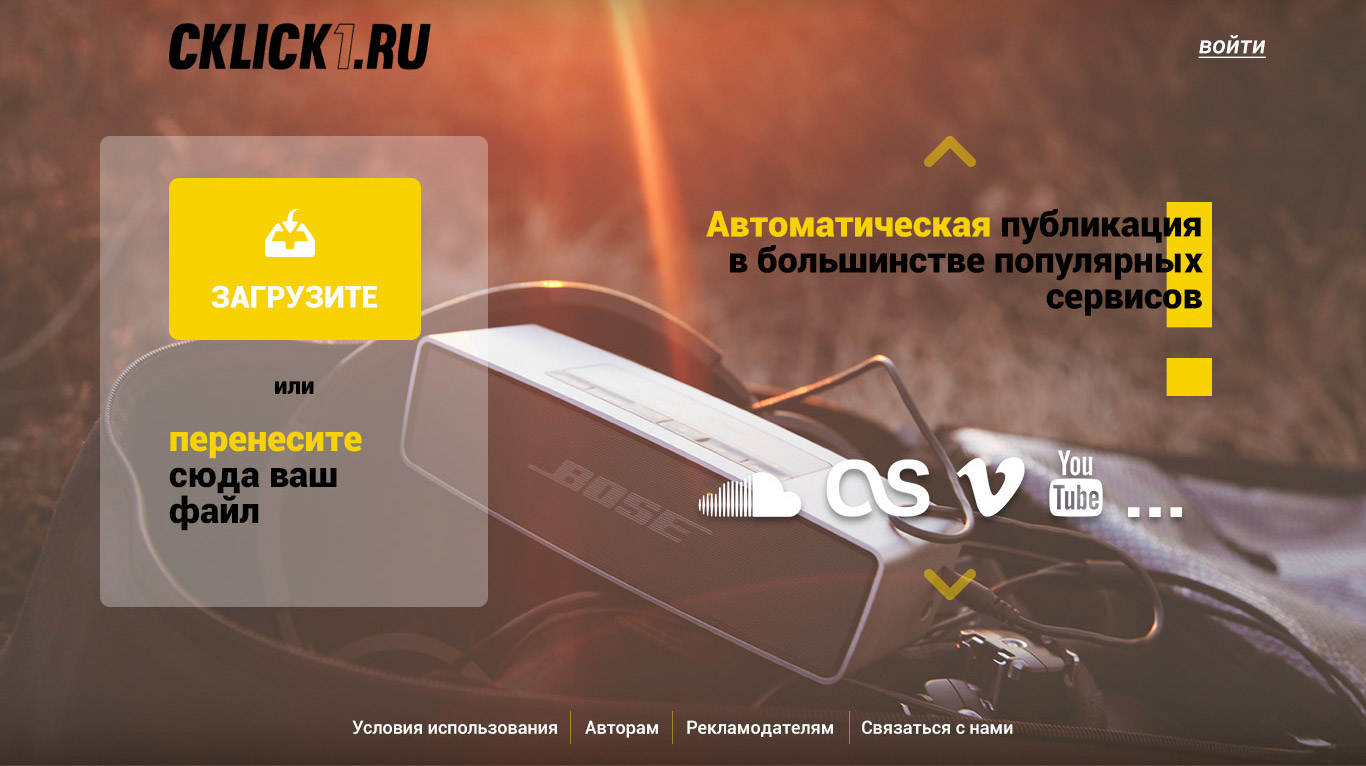 CKLICK1.RU
ВОЙТИ
ЗАГРУЗИТЕ
или
перенесите
сюда ваш
файл
Автоматическая публикация
в большинстве популярных
сервисов
BOSE
as v You
Tube ...
Условия использования Авторам Рекламодателям Связаться с нами